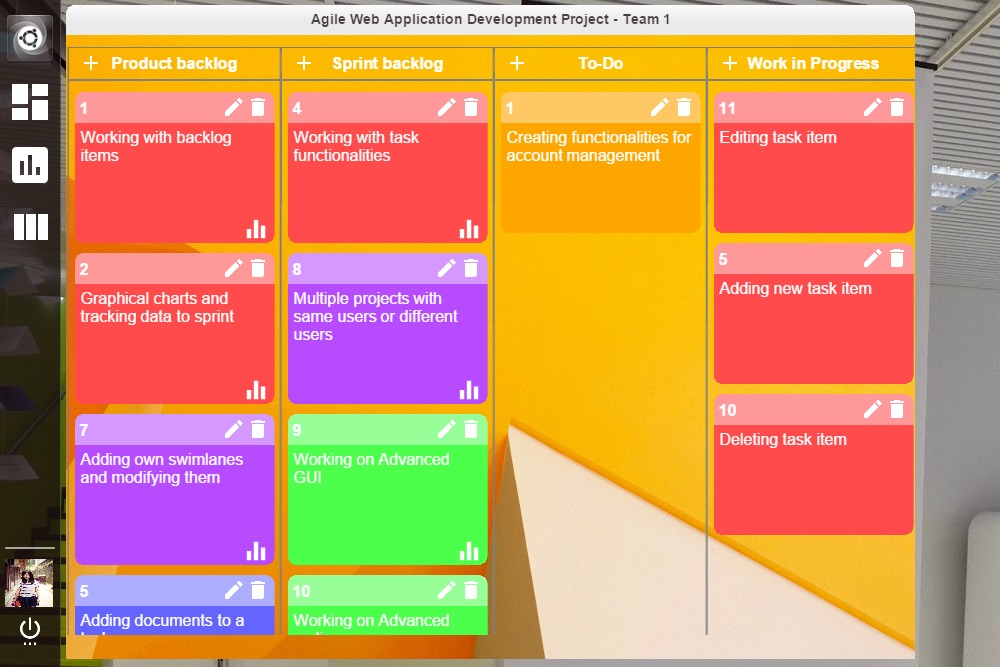 Agile Web Application Development Project - Team 1
Product backlog
1
Working with backlog
items
2
Graphical charts and
tracking data to sprint
7
Adding own swimlanes
and modifying them
5
Adding documents to a
Sprint backlog
4
Working with task
functionalities
8
Multiple projects with
same users or different
users
9
Working on Advanced
GUI
10
Working on Advanced
To-Do
1
Creating functionalities for
account management
Work in Progress
11
Editing task item
5
Adding new task item
10
Deleting task item